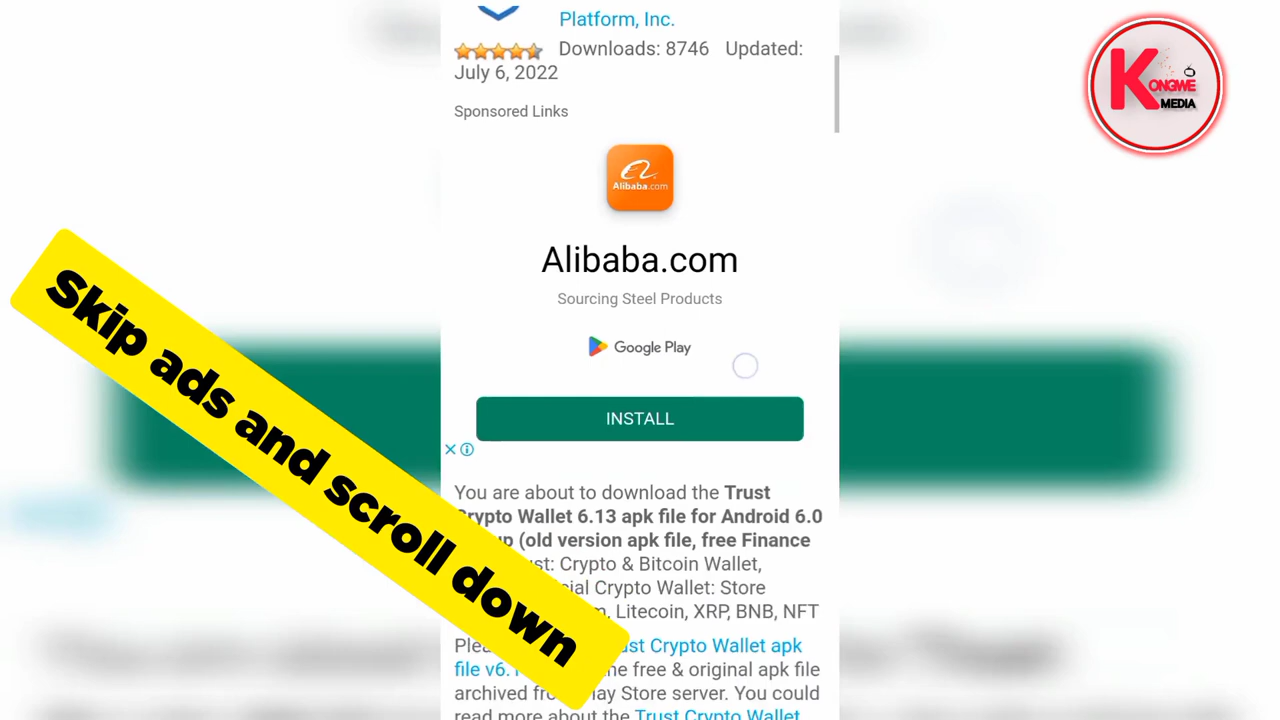 Platform, Inc.
Downloads: 8746 Updated:
July 6, 2022
Sponsored Links
Alibaba.com
Alibaba.com
Sourcing Steel Products
Google Play
INSTALL
You are about to download the Trust
Crypto Wallet 6.13 apk file for Android 6.0
(old version apk file, free Finance
Crypto & Bitcoin Wallet,
Crypto Wallet: Store
Litecoin, XRP, BNB, NFT
Crypto Wallet apk
file
free & original apk file
archived
Store server. You could
read more about the Trust Crypto Wallet
Skip ads and scroll down
KONGWE
MEDIA